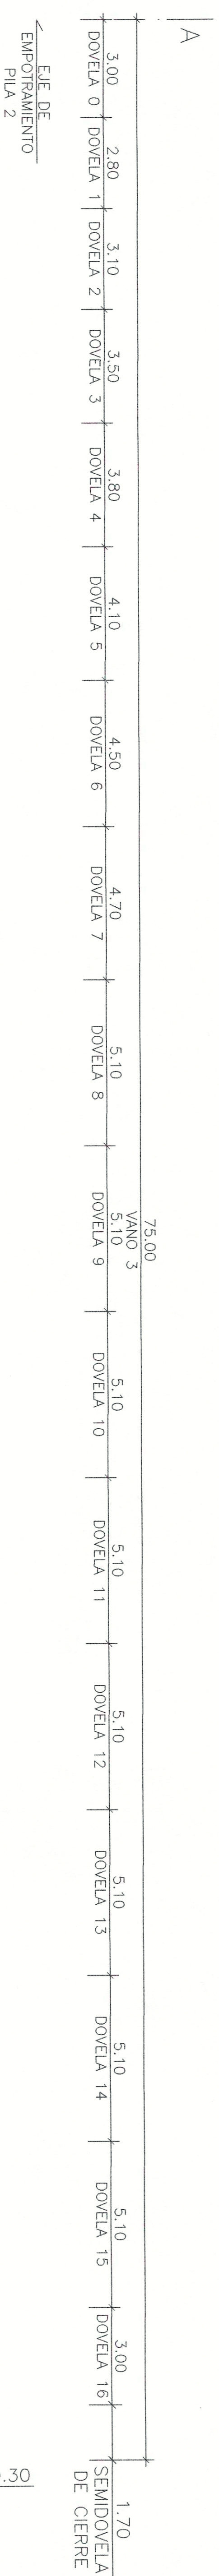 A
75.00
VANO 3
3.00
2.80
3.10
3.50
3.80
4.10
4.50
4.70
5.10
5.10
5.10
5.10
5.10
5.10
5.10
5.10
3.00
1.70
DOVELA 0
DOVELA 1
DOVELA 2
DOVELA 3
DOVELA 4
DOVELA 5
DOVELA 6
DOVELA 7
DOVELA 8
DOVELA 9
DOVELA 10
DOVELA 11
DOVELA 12
DOVELA 13
DOVELA 14
DOVELA 15
DOVELA 16
SEMIDOVELA
DE CIERRE
EJE DE
EMPOTRAMIENTO
PILA 2
.30